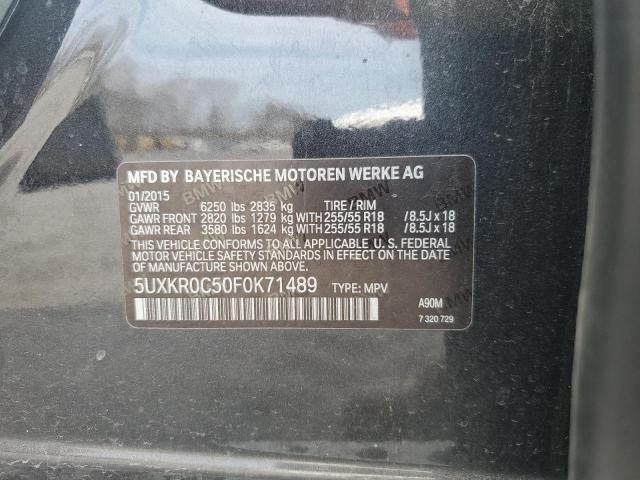 MFD BY BAYERISCHE MOTOREN WERKE AG
01/2015
GVWR 6250 lbs 2835 kg TIRE / RIM
GAWR FRONT 2820 lbs 1279 kg WITH 255/55 R18 /8.5J x 18
GAWR REAR 3580 lbs 1624 kg WITH 255/55 R18 /8.5J x 18
THIS VEHICLE CONFORMS TO ALL APPLICABLE U. S. FEDERAL
MOTOR VEHICLE SAFETY STANDARDS IN EFFECT ON THE DATE
OF MANUFACTURE SHOWN ABOVE.
5UXKR0C50F0K71489 TYPE: MPV
A90M
7 320 729